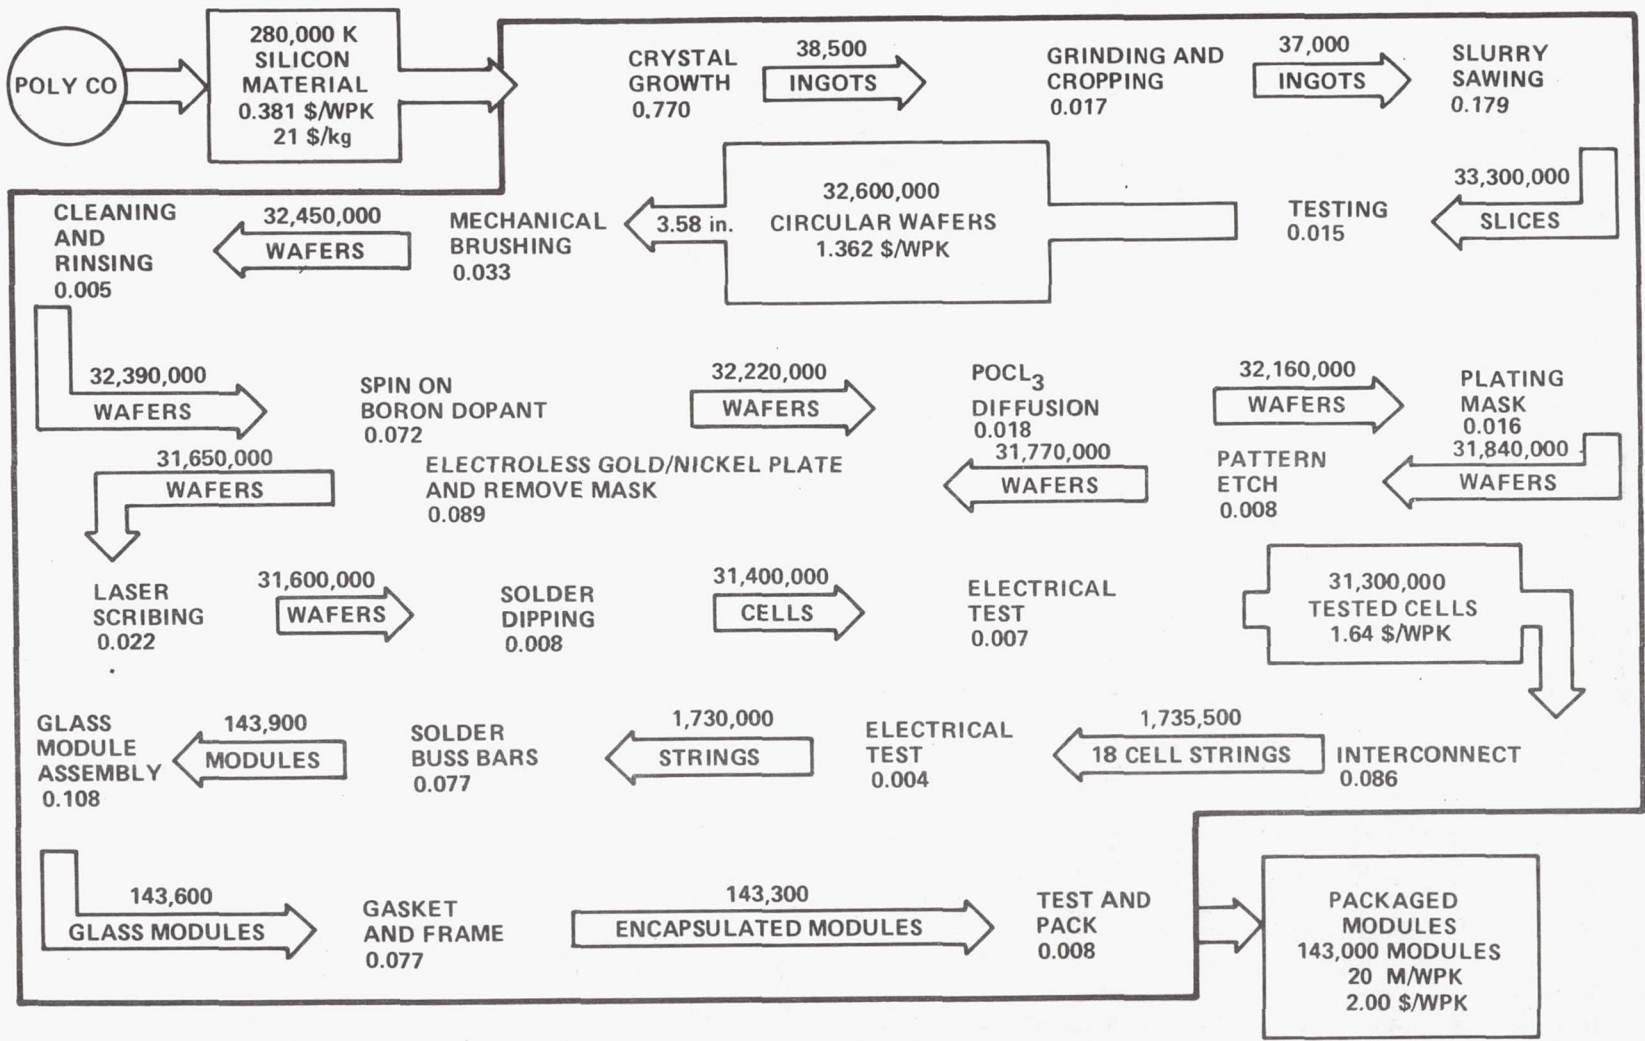 POLY CO
280,000 K
SILICON
MATERIAL
0.381 $/WPK
21 $/kg
CRYSTAL
GROWTH
0.770
38,500
INGOTS
GRINDING AND
CROPPING
0.017
37,000
INGOTS
SLURRY
SAWING
0.179
33,300,000
SLICES
TESTING
0.015
32,600,000
CIRCULAR WAFERS
1.362 $/WPK
3.58 in.
MECHANICAL
BRUSHING
0.033
32,450,000
WAFERS
CLEANING
AND
RINSING
0.005
32,390,000
WAFERS
SPIN ON
BORON DOPANT
0.072
32,220,000
WAFERS
POCL3
DIFFUSION
0.018
32,160,000
WAFERS
PLATING
MASK
0.016
31,840,000
WAFERS
PATTERN
ETCH
0.008
31,770,000
WAFERS
ELECTROLESS GOLD/NICKEL PLATE
AND REMOVE MASK
0.089
31,650,000
WAFERS
LASER
SCRIBING
0.022
31,600,000
WAFERS
SOLDER
DIPPING
0.008
31,400,000
CELLS
ELECTRICAL
TEST
0.007
31,300,000
TESTED CELLS
1.64 $/WPK
INTERCONNECT
0.086
1,735,500
18 CELL STRINGS
ELECTRICAL
TEST
0.004
1,730,000
STRINGS
SOLDER
BUSS BARS
0.077
143,900
MODULES
GLASS
MODULE
ASSEMBLY
0.108
143,600
GLASS MODULES
GASKET
AND FRAME
0.077
143,300
ENCAPSULATED MODULES
TEST AND
PACK
0.008
PACKAGED
MODULES
143,000 MODULES
20 M/WPK
2.00 $/WPK